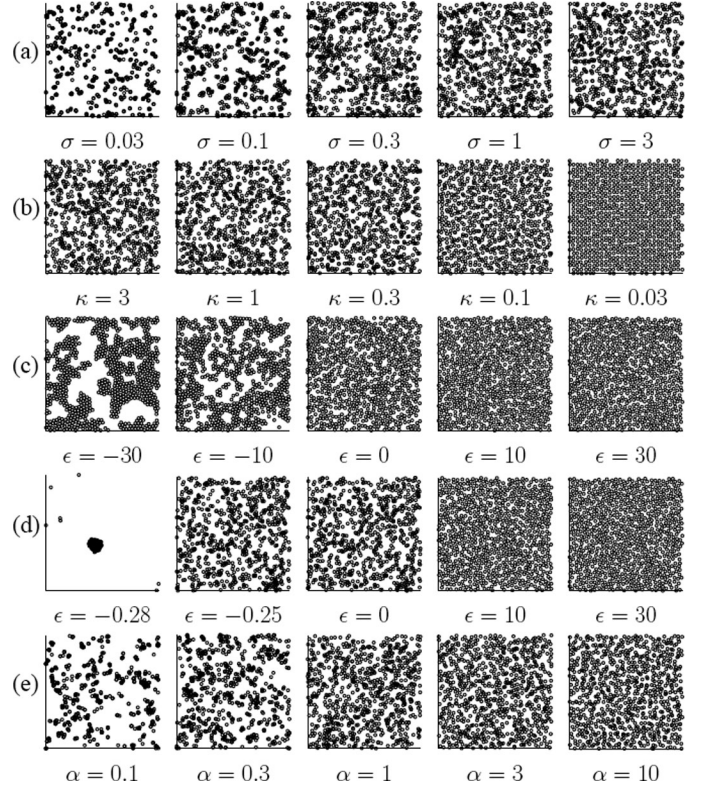 (a)
σ = 0.03 σ = 0.1 σ = 0.3 σ = 1 σ = 3
(b)
κ = 3 κ = 1 κ = 0.3 κ = 0.1 κ = 0.03
(c)
ϵ = −30 ϵ = −10 ϵ = 0 ϵ = 10 ϵ = 30
(d)
ϵ = −0.28 ϵ = −0.25 ϵ = 0 ϵ = 10 ϵ = 30
(e)
α = 0.1 α = 0.3 α = 1 α = 3 α = 10